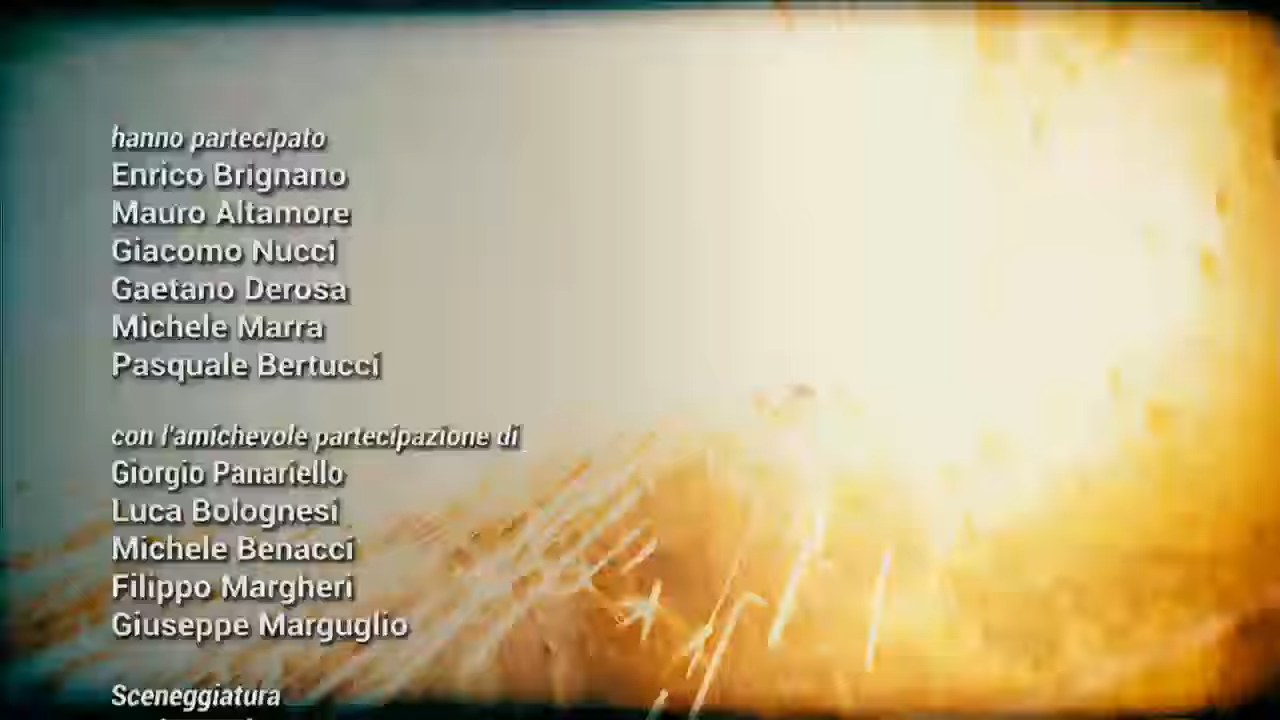 hanno partecipato
Enrico Brignano
Mauro Altamore
Giacomo Nucci
Gaetano Derosa
Michele Marra
Pasquale Bertucci
con l'amichevole partecipazione di
Giorgio Panariello
Luca Bolognesi
Michele Benacci
Filippo Margheri
Giuseppe Marguglio
Sceneggiatura